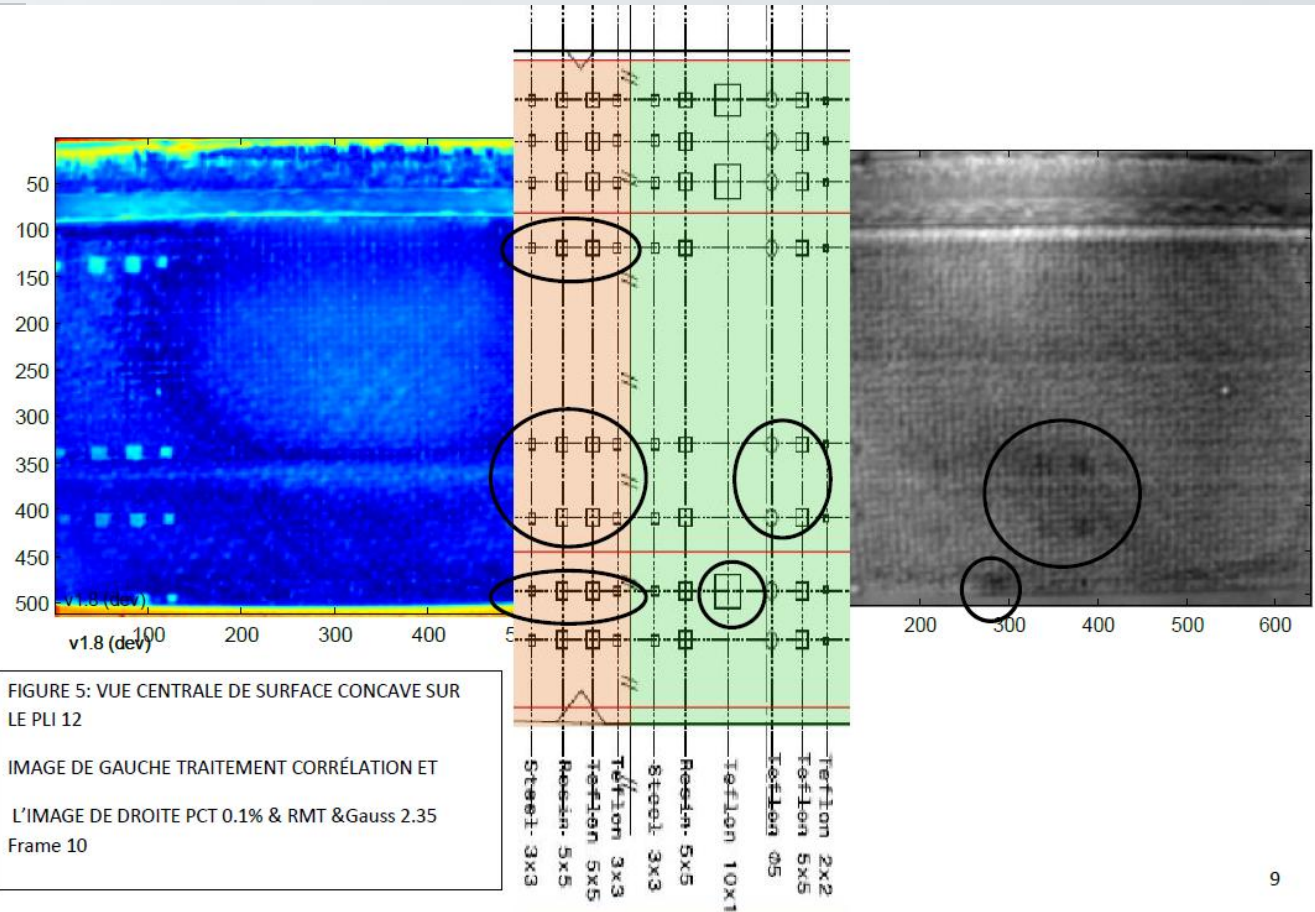 50
100
150
200
250
300
350
400
450
500
v1.8 (dev)
v1.8 (dev)
100
200
300
400
5
200
300
400
500
600
Steel 3x3
Resin 5x5
Teflon 5x5
Teflon 3x3
Steel 3x3
Resin 5x5
Teflon 10x1
Teflon Ø5
Teflon 5x5
Teflon 2x2
FIGURE 5: VUE CENTRALE DE SURFACE CONCAVE SUR
LE PLI 12
IMAGE DE GAUCHE TRAITEMENT CORRÉLATION ET
L'IMAGE DE DROITE PCT 0.1% & RMT &Gauss 2.35
Frame 10
9